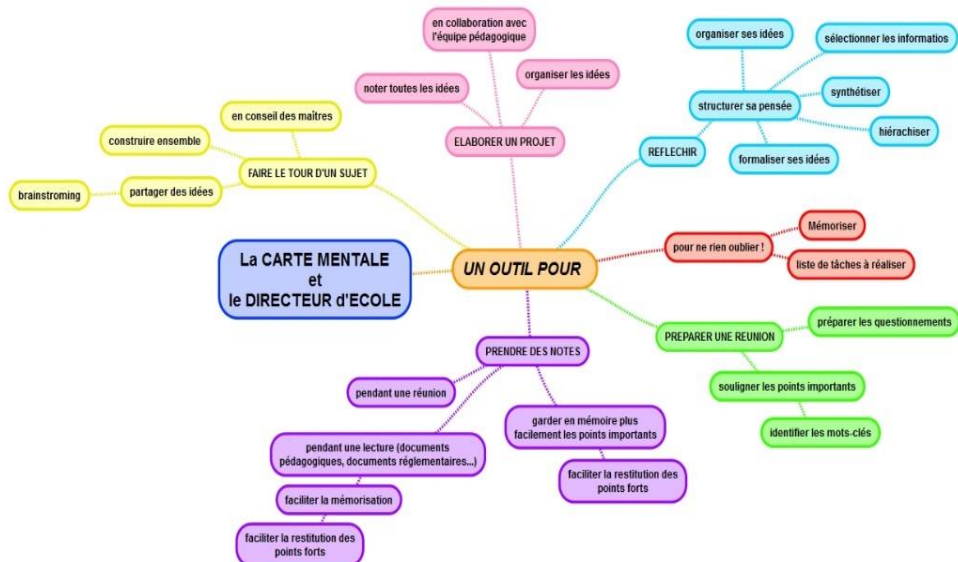 La CARTE MENTALE
et
le DIRECTEUR d'ECOLE
UN OUTIL POUR
FAIRE LE TOUR D'UN SUJET
en conseil des maîtres
construire ensemble
partager des idées
brainstroming
ELABORER UN PROJET
noter toutes les idées
en collaboration avec
l'équipe pédagogique
organiser les idées
REFLECHIR
structurer sa pensée
organiser ses idées
sélectionner les informatios
synthétiser
hiérachiser
formaliser ses idées
pour ne rien oublier !
Mémoriser
liste de tâches à réaliser
PREPARER UNE REUNION
préparer les questionnements
souligner les points importants
identifier les mots-clés
PRENDRE DES NOTES
pendant une réunion
pendant une lecture (documents
pédagogiques, documents réglementaires...)
faciliter la mémorisation
faciliter la restitution des
points forts
garder en mémoire plus
facilement les points importants
faciliter la restitution des
points forts